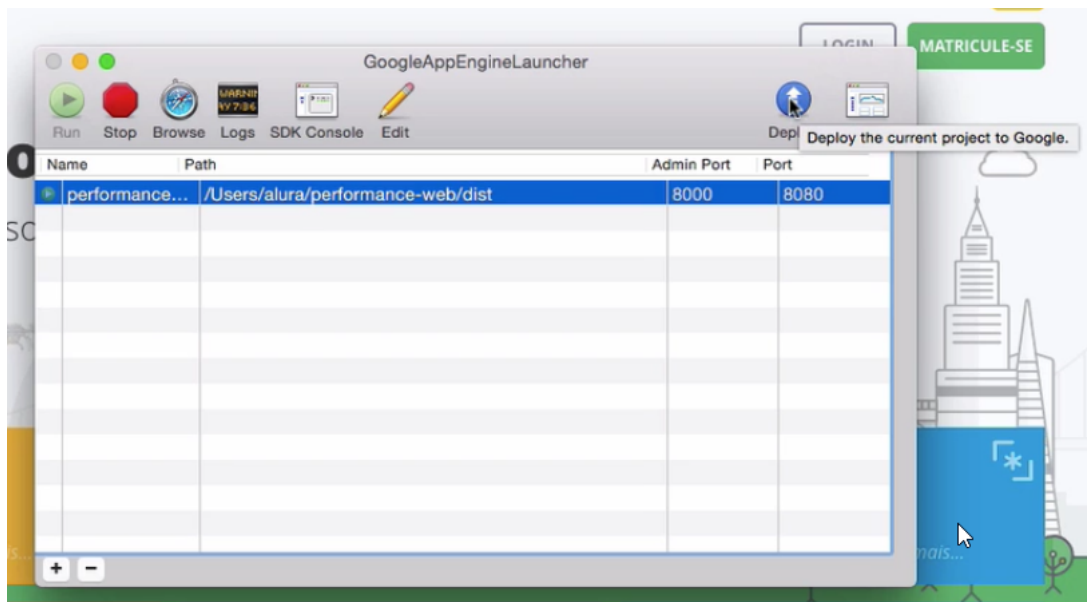 LOGIN
MATRICULE-SE
GoogleAppEngineLauncher
Run Stop Browse Logs SDK Console Edit
Deploy the current project to Google.
Name Path Admin Port Port
performance... /Users/alura/performance-web/dist 8000 8080
mais...